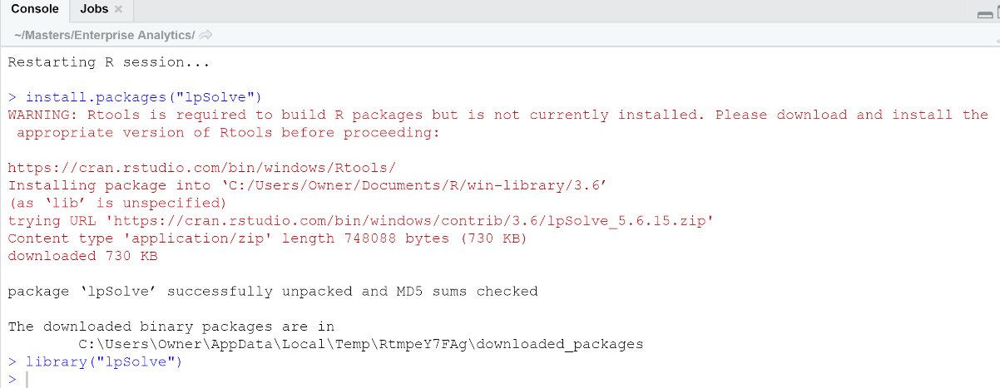 Console Jobs ×
~/Masters/Enterprise Analytics/
Restarting R session...
> install.packages("lpSolve")
WARNING: Rtools is required to build R packages but is not currently installed. Please download and install the
 appropriate version of Rtools before proceeding:
https://cran.rstudio.com/bin/windows/Rtools/
Installing package into ‘C:/Users/Owner/Documents/R/win-library/3.6’
(as ‘lib’ is unspecified)
trying URL 'https://cran.rstudio.com/bin/windows/contrib/3.6/lpSolve_5.6.15.zip'
Content type 'application/zip' length 748088 bytes (730 KB)
downloaded 730 KB
package ‘lpSolve’ successfully unpacked and MD5 sums checked
The downloaded binary packages are in
        C:\Users\Owner\AppData\Local\Temp\RtmpeY7FAg\downloaded_packages
> library("lpSolve")
>